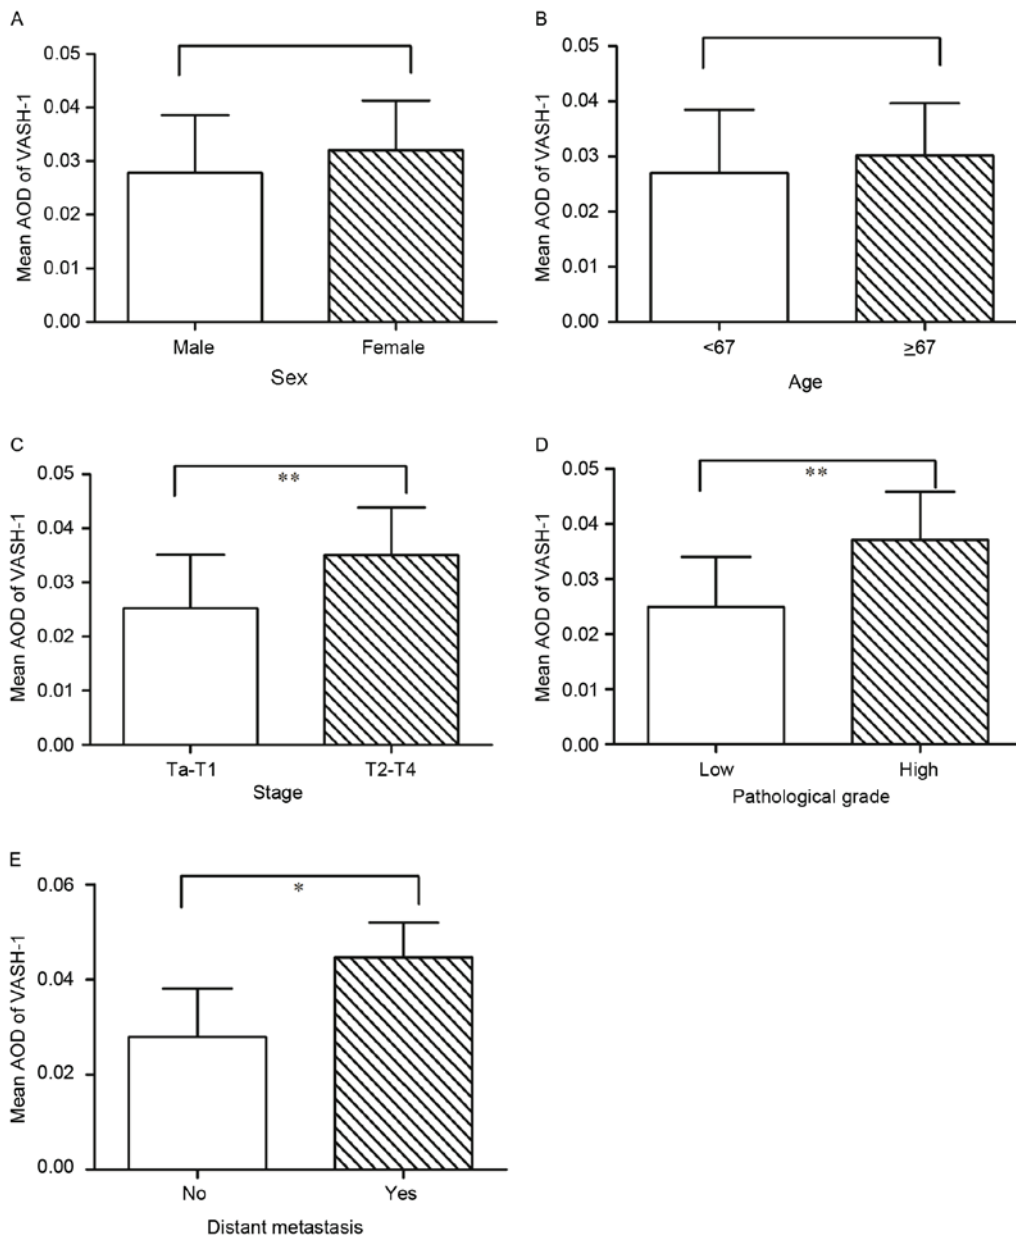 A
Mean AOD of VASH-1
0.05
0.04
0.03
0.02
0.01
0.00
Male Female
Sex
B
Mean AOD of VASH-1
0.05
0.04
0.03
0.02
0.01
0.00
<67 ≥67
Age
C
Mean AOD of VASH-1
0.05
0.04
0.03
0.02
0.01
0.00
**
Ta-T1 T2-T4
Stage
D
Mean AOD of VASH-1
0.05
0.04
0.03
0.02
0.01
0.00
**
Low High
Pathological grade
E
Mean AOD of VASH-1
0.06
0.04
0.02
0.00
*
No Yes
Distant metastasis